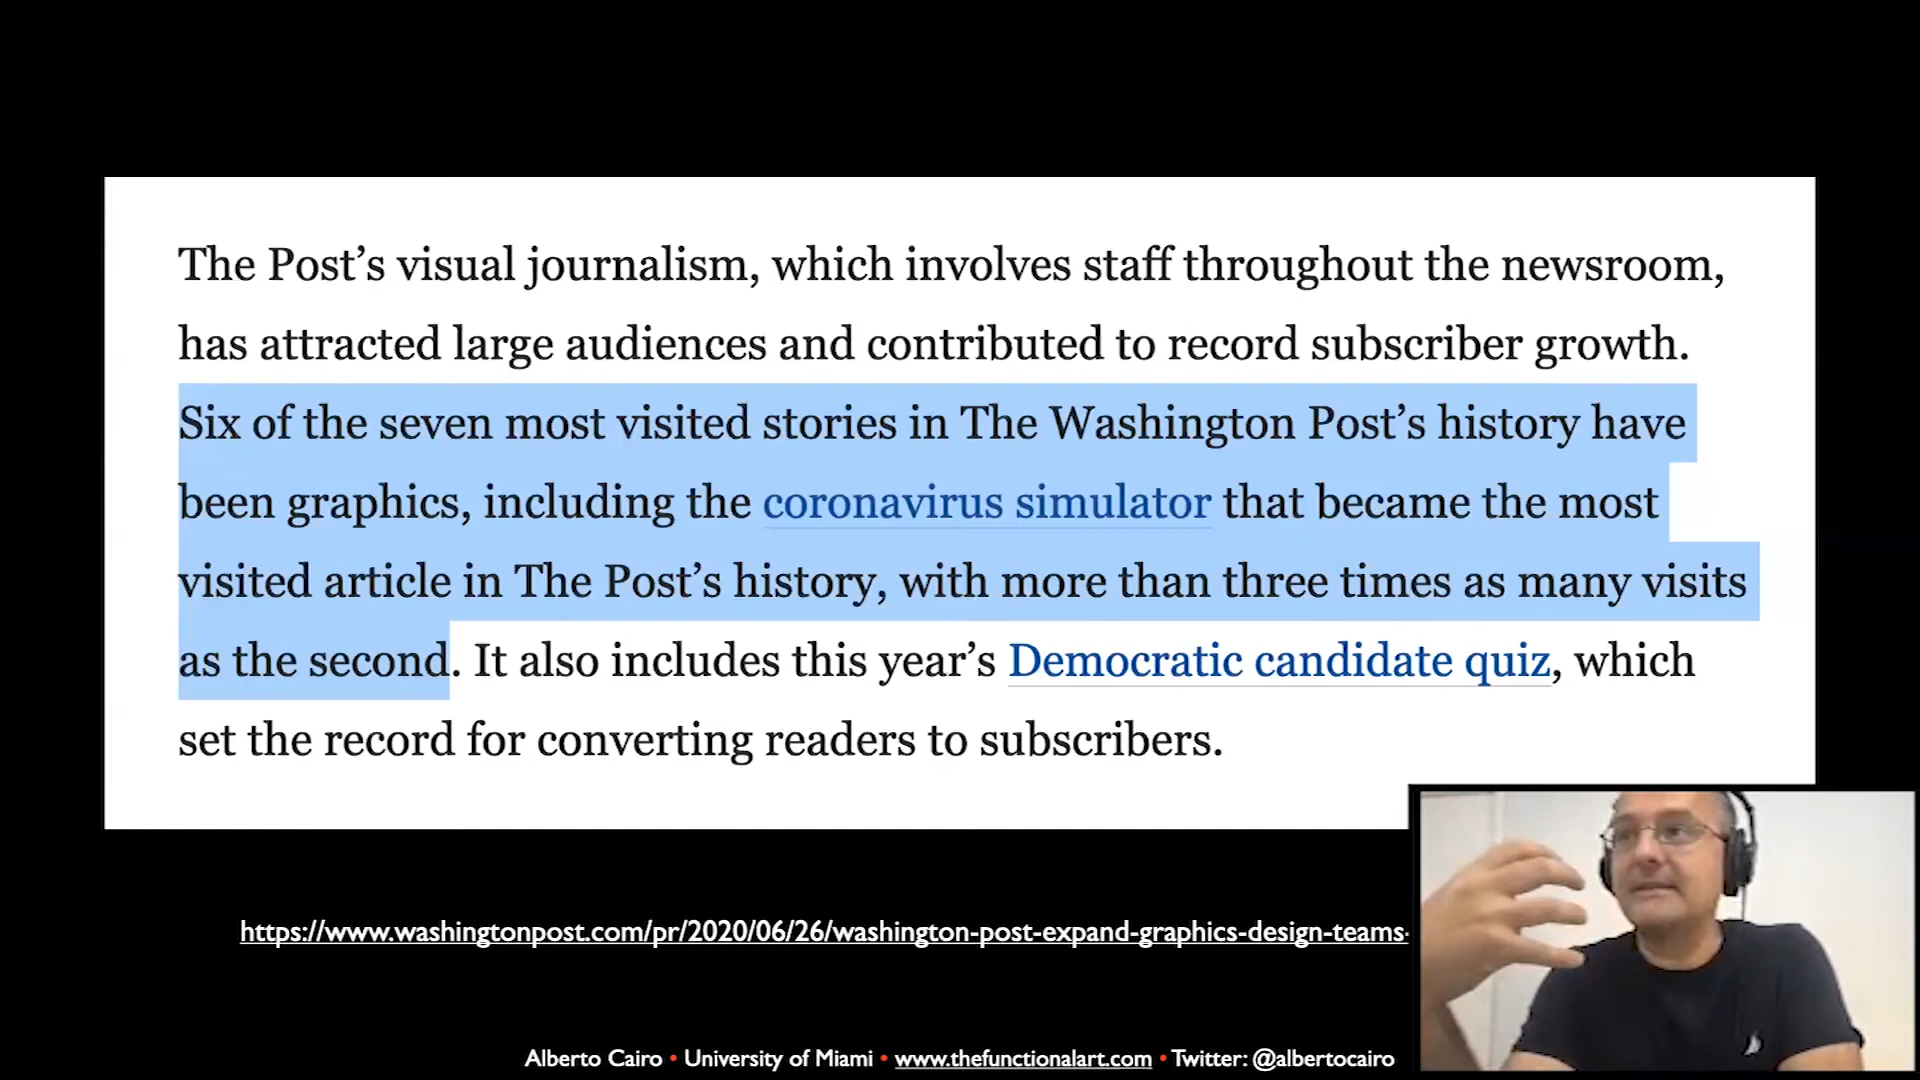 The Post’s visual journalism, which involves staff throughout the newsroom,
has attracted large audiences and contributed to record subscriber growth.
Six of the seven most visited stories in The Washington Post’s history have
been graphics, including the coronavirus simulator that became the most
visited article in The Post’s history, with more than three times as many visits
as the second. It also includes this year’s Democratic candidate quiz, which
set the record for converting readers to subscribers.
https://www.washingtonpost.com/pr/2020/06/26/washington-post-expand-graphics-design-teams-
Alberto Cairo • University of Miami • www.thefunctionalart.com • Twitter: @albertocairo